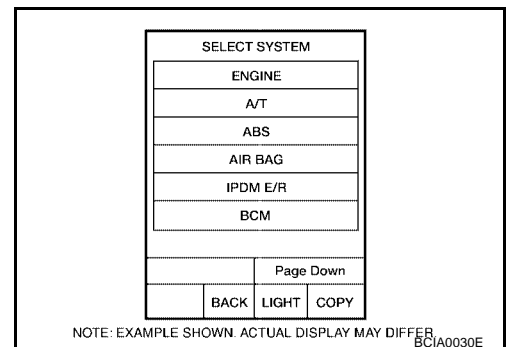 SELECT SYSTEM
ENGINE
A/T
ABS
AIR BAG
IPDM E/R
BCM
Page Down
BACK LIGHT COPY
NOTE: EXAMPLE SHOWN. ACTUAL DISPLAY MAY DIFFER
BCIA0030E